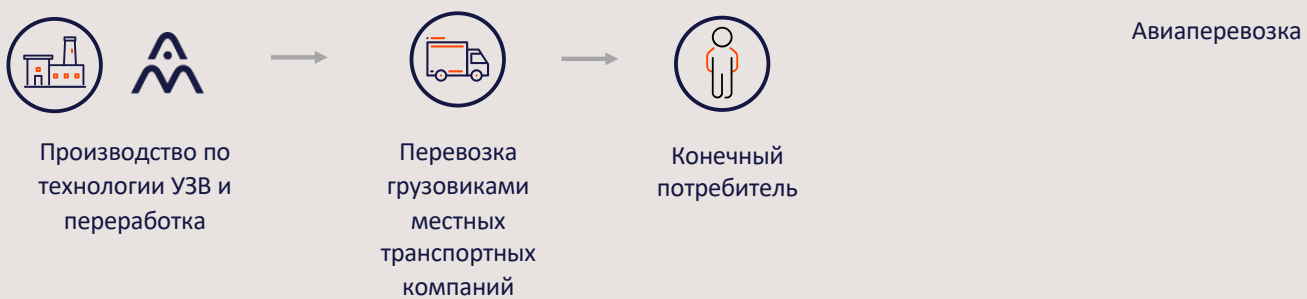 Авиаперевозка
Производство по
технологии УЗВ и
переработка
Перевозка
грузовиками
местных
транспортных
компаний
Конечный
потребитель